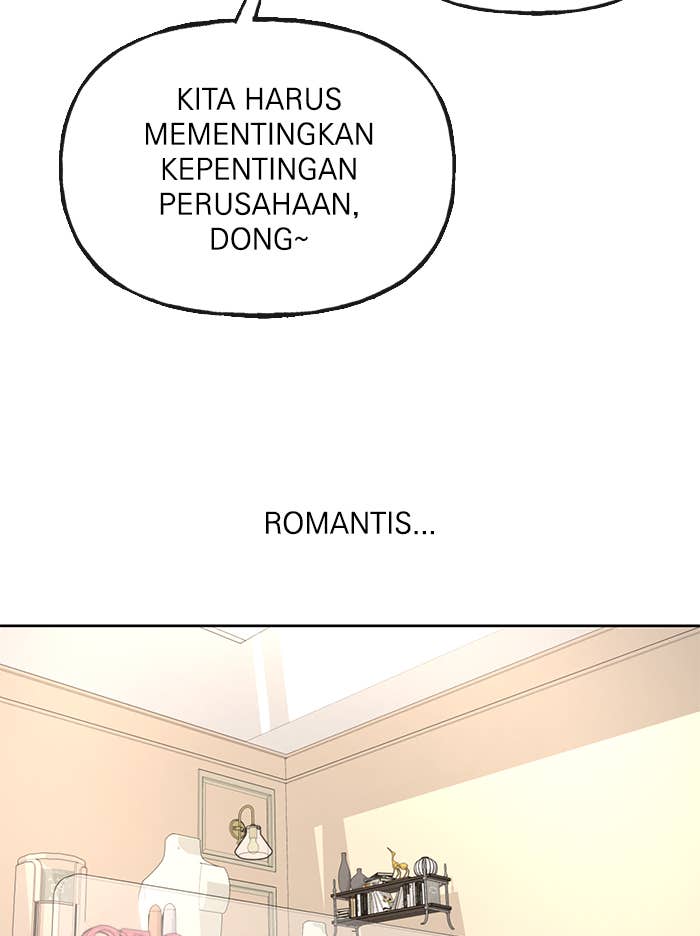 KITA HARUS
MEMENTINGKAN
KEPENTINGAN
PERUSAHAAN,
DONG~
ROMANTIS...